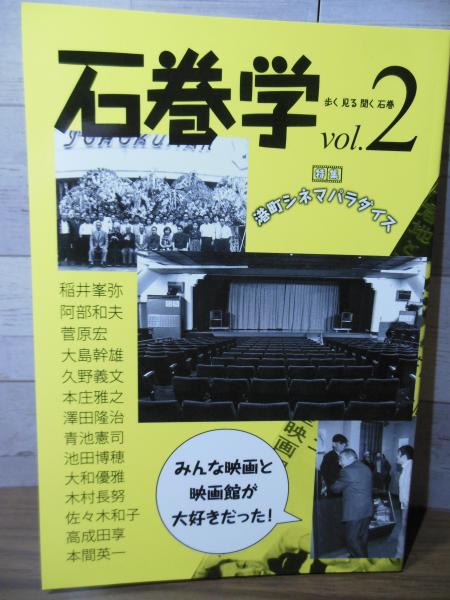 石巻学
歩く 見る 聞く 石巻
vol.2
特集
港町シネマパラダイス
稲井峯弥
阿部和夫
菅原宏
大島幹雄
久野義文
本庄雅之
澤田隆治
青池憲司
池田博穂
大和優雅
木村長努
佐々木和子
高成田享
本間英一
映画
みんな映画と
映画館が
大好きだった!